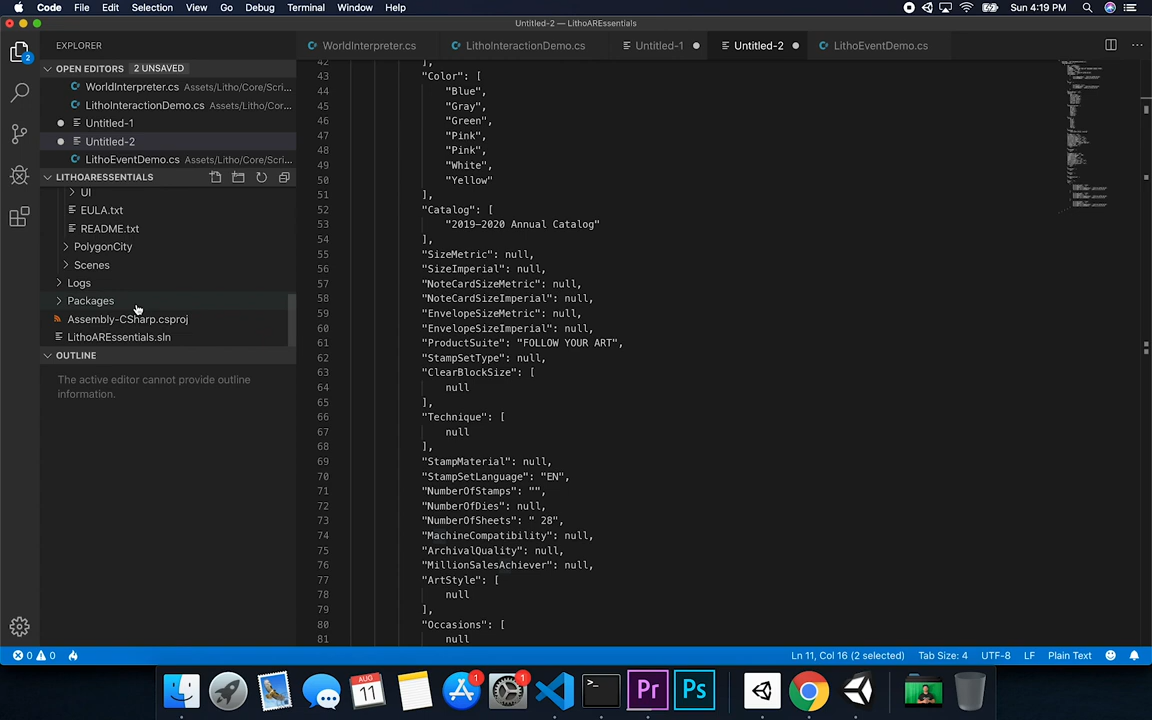 Code File Edit Selection View Go Debug Terminal Window Help Sun 4:19 PM
Untitled-2 — LithoAREssentials
EXPLORER
WorldInterpreter.cs LithoInteractionDemo.cs Untitled-1 Untitled-2 LithoEventDemo.cs
OPEN EDITORS 2 UNSAVED
WorldInterpreter.cs Assets/Litho/Core/Scri...
LithoInteractionDemo.cs Assets/Litho/Cor...
Untitled-1
Untitled-2
LithoEventDemo.cs Assets/Litho/Core/Scri...
LITHOARESSENTIALS
UI
EULA.txt
README.txt
PolygonCity
Scenes
Logs
Packages
Assembly-CSharp.csproj
LithoAREssentials.sln
OUTLINE
The active editor cannot provide outline
information.
42 ],
43 "Color": [
44 "Blue",
45 "Gray",
46 "Green",
47 "Pink",
48 "Pink",
49 "White",
50 "Yellow"
51 ],
52 "Catalog": [
53 "2019–2020 Annual Catalog"
54 ],
55 "SizeMetric": null,
56 "SizeImperial": null,
57 "NoteCardSizeMetric": null,
58 "NoteCardSizeImperial": null,
59 "EnvelopeSizeMetric": null,
60 "EnvelopeSizeImperial": null,
61 "ProductSuite": "FOLLOW YOUR ART",
62 "StampSetType": null,
63 "ClearBlockSize": [
64 null
65 ],
66 "Technique": [
67 null
68 ],
69 "StampMaterial": null,
70 "StampSetLanguage": "EN",
71 "NumberOfStamps": "",
72 "NumberOfDies": null,
73 "NumberOfSheets": " 28",
74 "MachineCompatibility": null,
75 "ArchivalQuality": null,
76 "MillionSalesAchiever": null,
77 "ArtStyle": [
78 null
79 ],
80 "Occasions": [
81 null
2
0 0
Ln 11, Col 16 (2 selected) Tab Size: 4 UTF-8 LF Plain Text
AUG
11
1
1
Pr
Ps